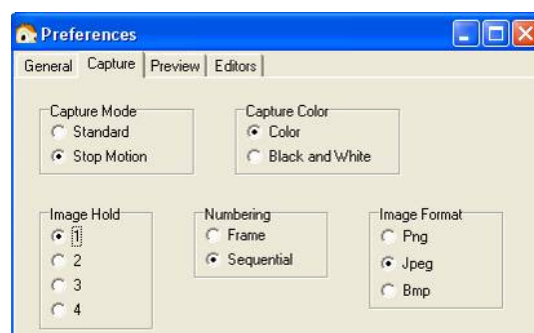 Preferences
General Capture Preview Editors
Capture Mode
Standard
Stop Motion
Capture Color
Color
Black and White
Image Hold
1
2
3
4
Numbering
Frame
Sequential
Image Format
Png
Jpeg
Bmp